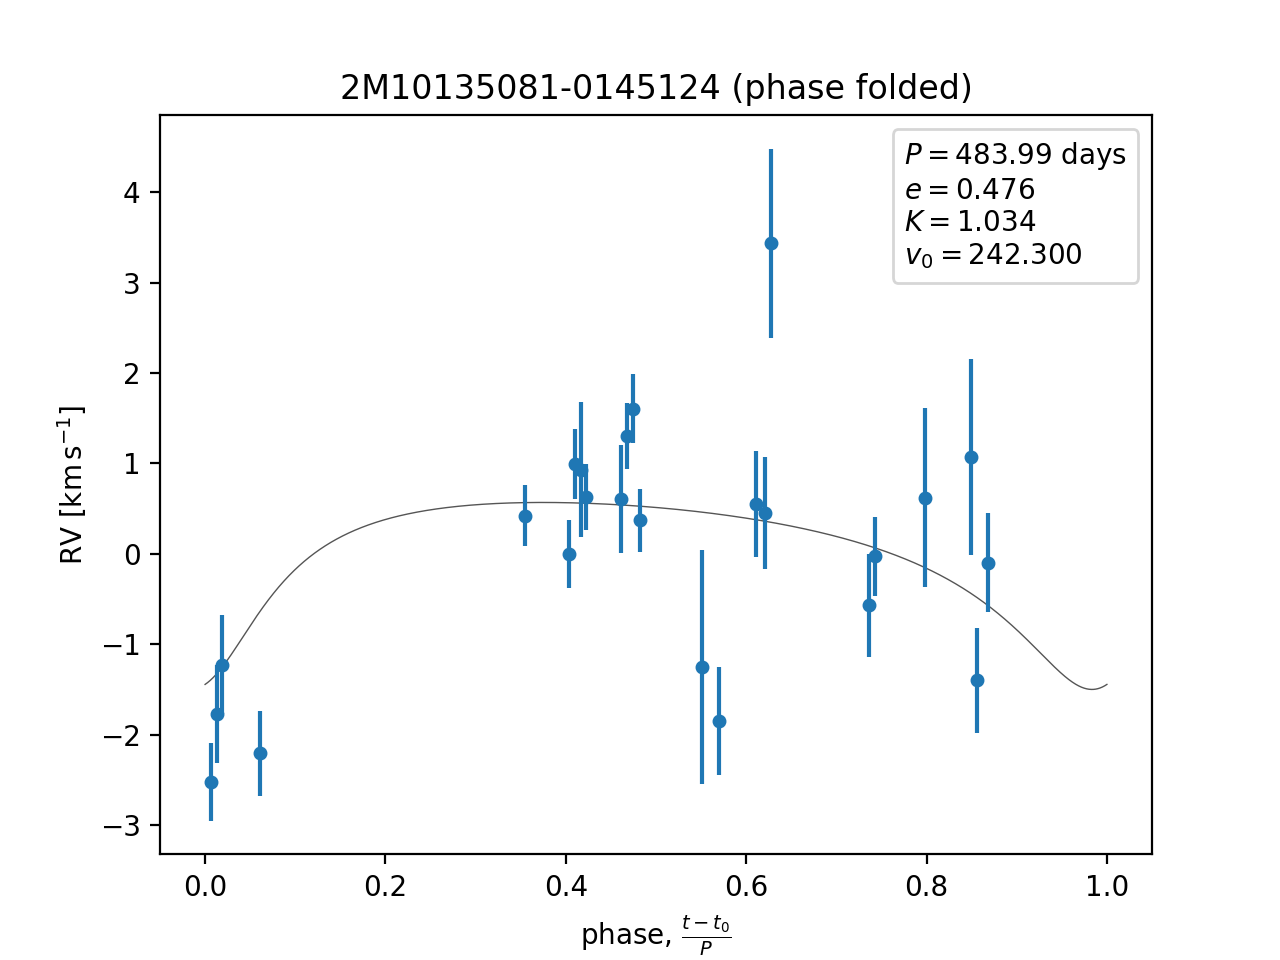 2M10135081-0145124 (phase folded)
P = 483.99 days
e = 0.476
K = 1.034
v₀ = 242.300
4
3
2
1
0
−1
−2
−3
RV [km s⁻¹]
0.0 0.2 0.4 0.6 0.8 1.0
phase, (t − t₀)/P